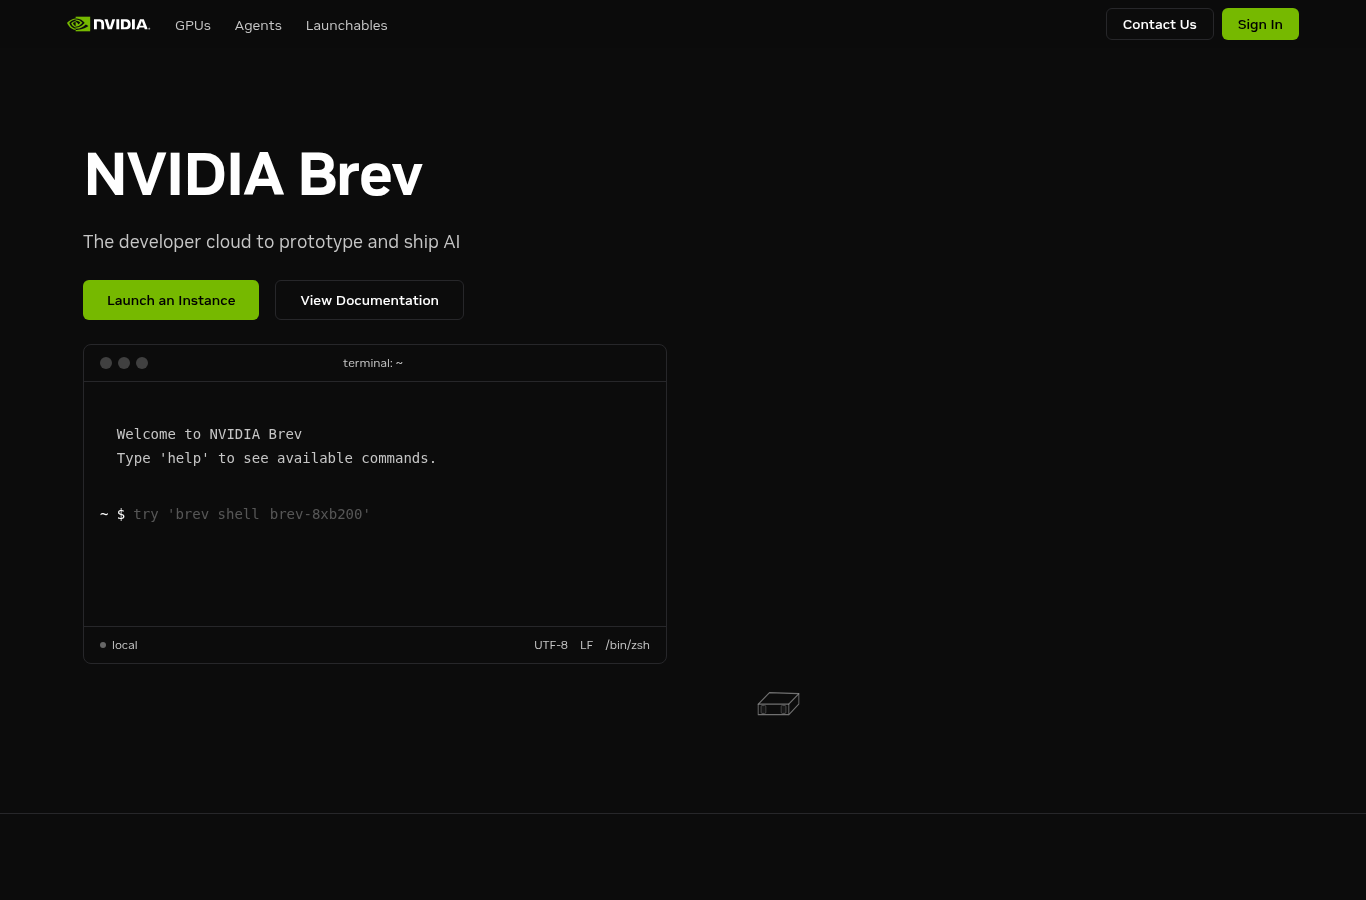 NVIDIA GPUs Agents Launchables Contact Us Sign In
NVIDIA Brev
The developer cloud to prototype and ship AI
Launch an Instance View Documentation
terminal: ~
Welcome to NVIDIA Brev
Type 'help' to see available commands.
~ $ try 'brev shell brev-8xb200'
local UTF-8 LF /bin/zsh